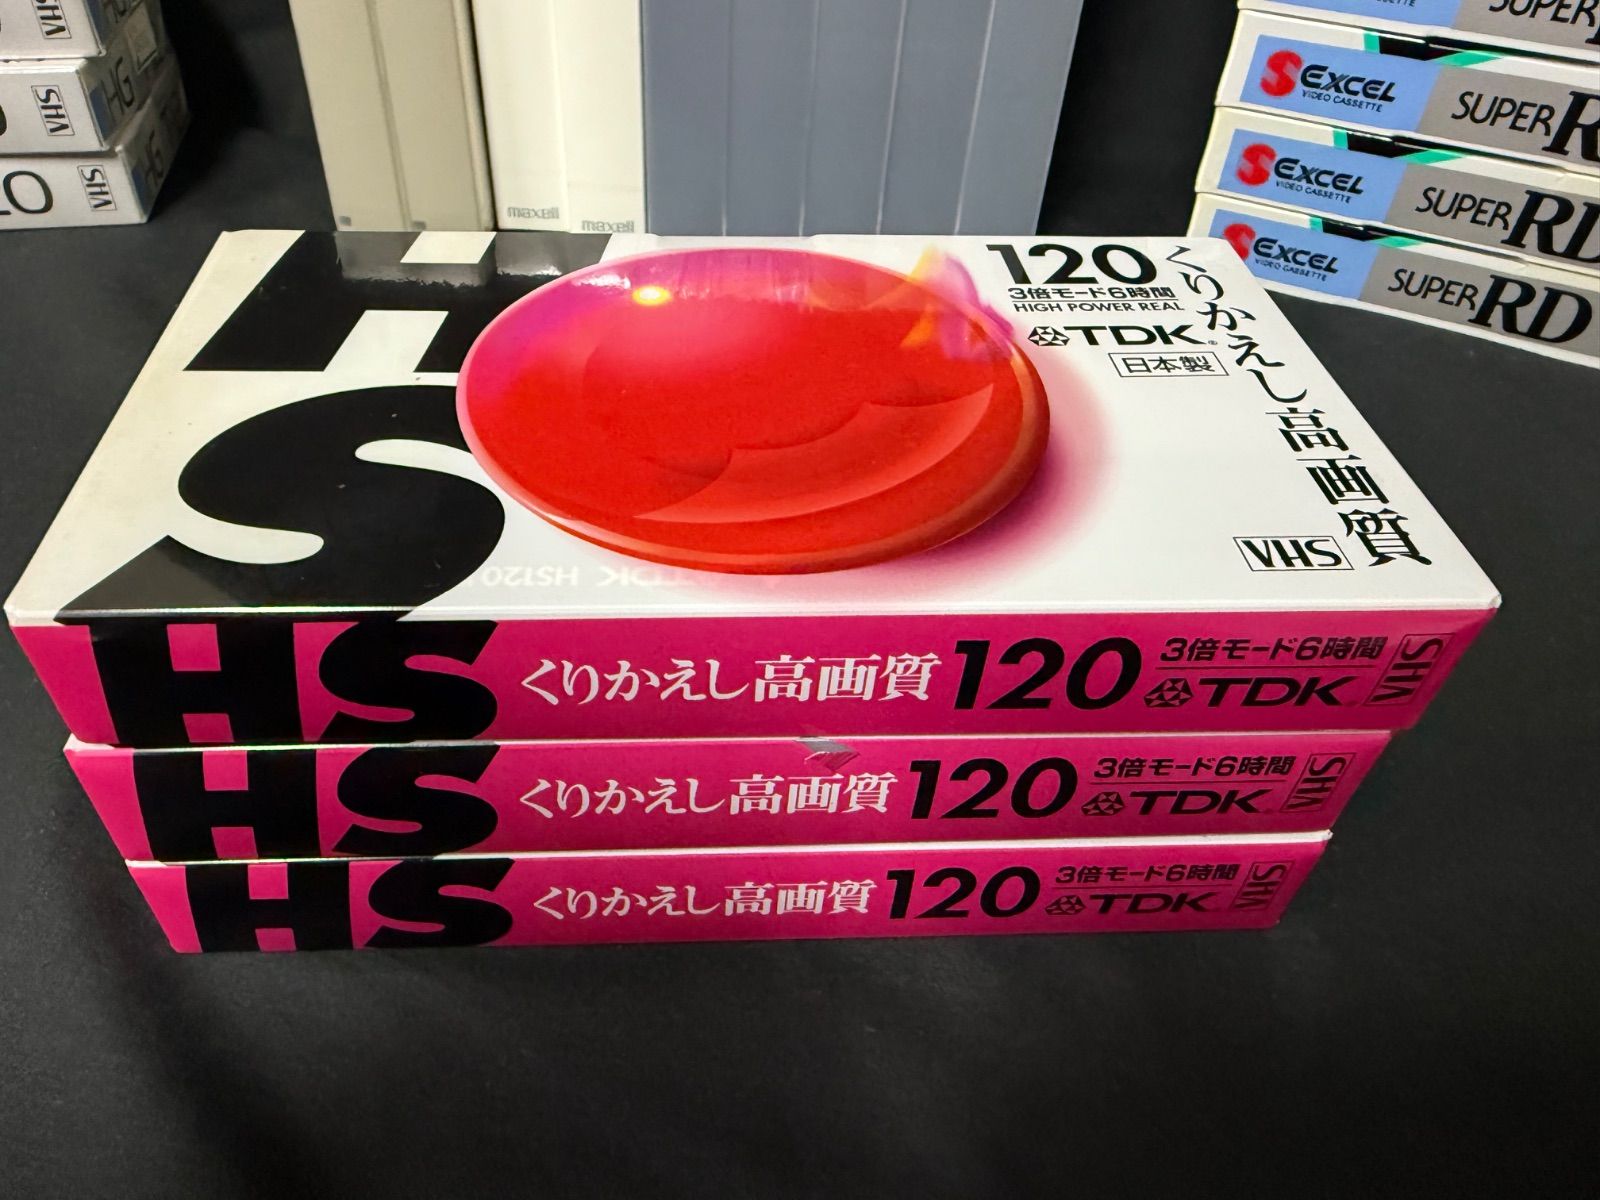 VHS
VHS
HG
VHS
HG
maxell
maxell
EXCEL
VIDEO CASSETTE
SUPER
EXCEL
VIDEO CASSETTE
SUPER RD
EXCEL
VIDEO CASSETTE
SUPER RD
HS
120
3倍モード6時間
HIGH POWER REAL
TDK
日本製
くりかえし高画質
VHS
TDK HS120
HS くりかえし高画質 120 3倍モード6時間
TDK
VHS
HS くりかえし高画質 120 3倍モード6時間
TDK
VHS
HS くりかえし高画質 120 3倍モード6時間
TDK
VHS